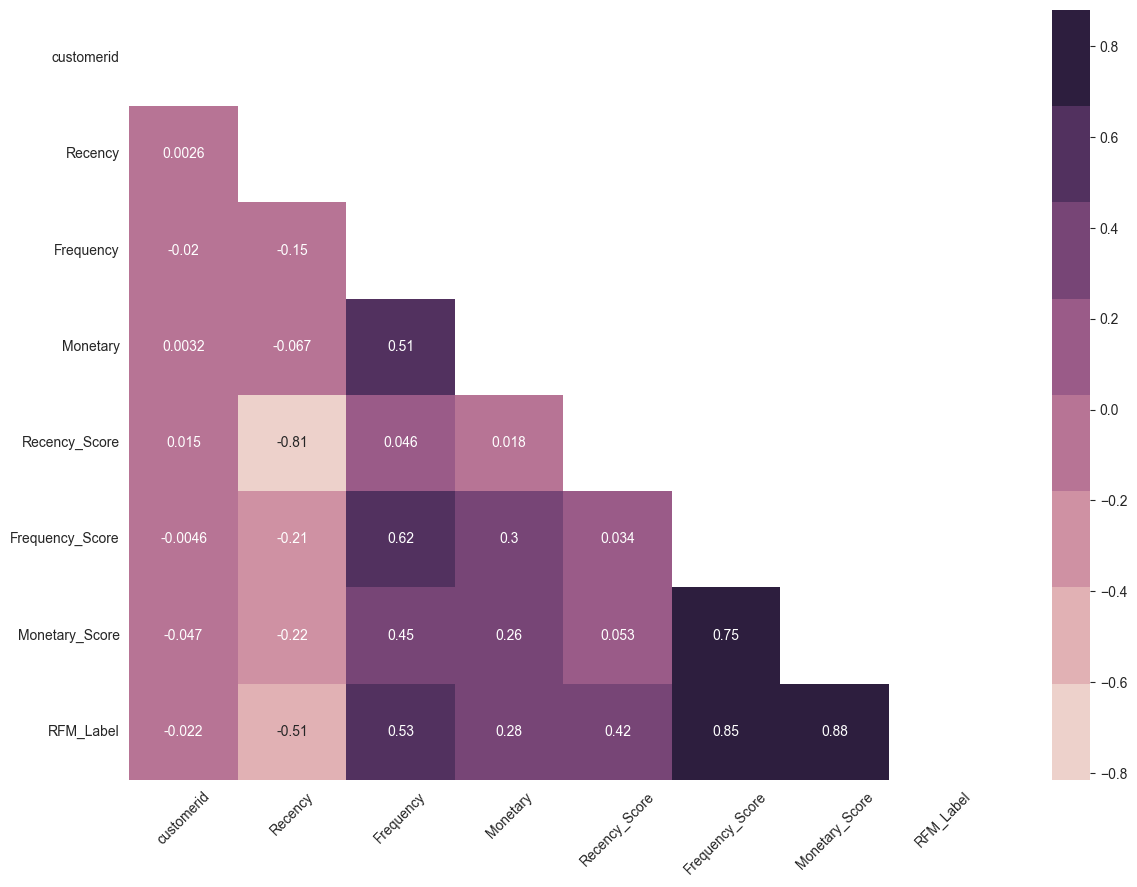 customerid
Recency 0.0026
Frequency -0.02 -0.15
Monetary 0.0032 -0.067 0.51
Recency_Score 0.015 -0.81 0.046 0.018
Frequency_Score -0.0046 -0.21 0.62 0.3 0.034
Monetary_Score -0.047 -0.22 0.45 0.26 0.053 0.75
RFM_Label -0.022 -0.51 0.53 0.28 0.42 0.85 0.88
customerid Recency Frequency Monetary Recency_Score Frequency_Score Monetary_Score RFM_Label
0.8
0.6
0.4
0.2
0.0
−0.2
−0.4
−0.6
−0.8